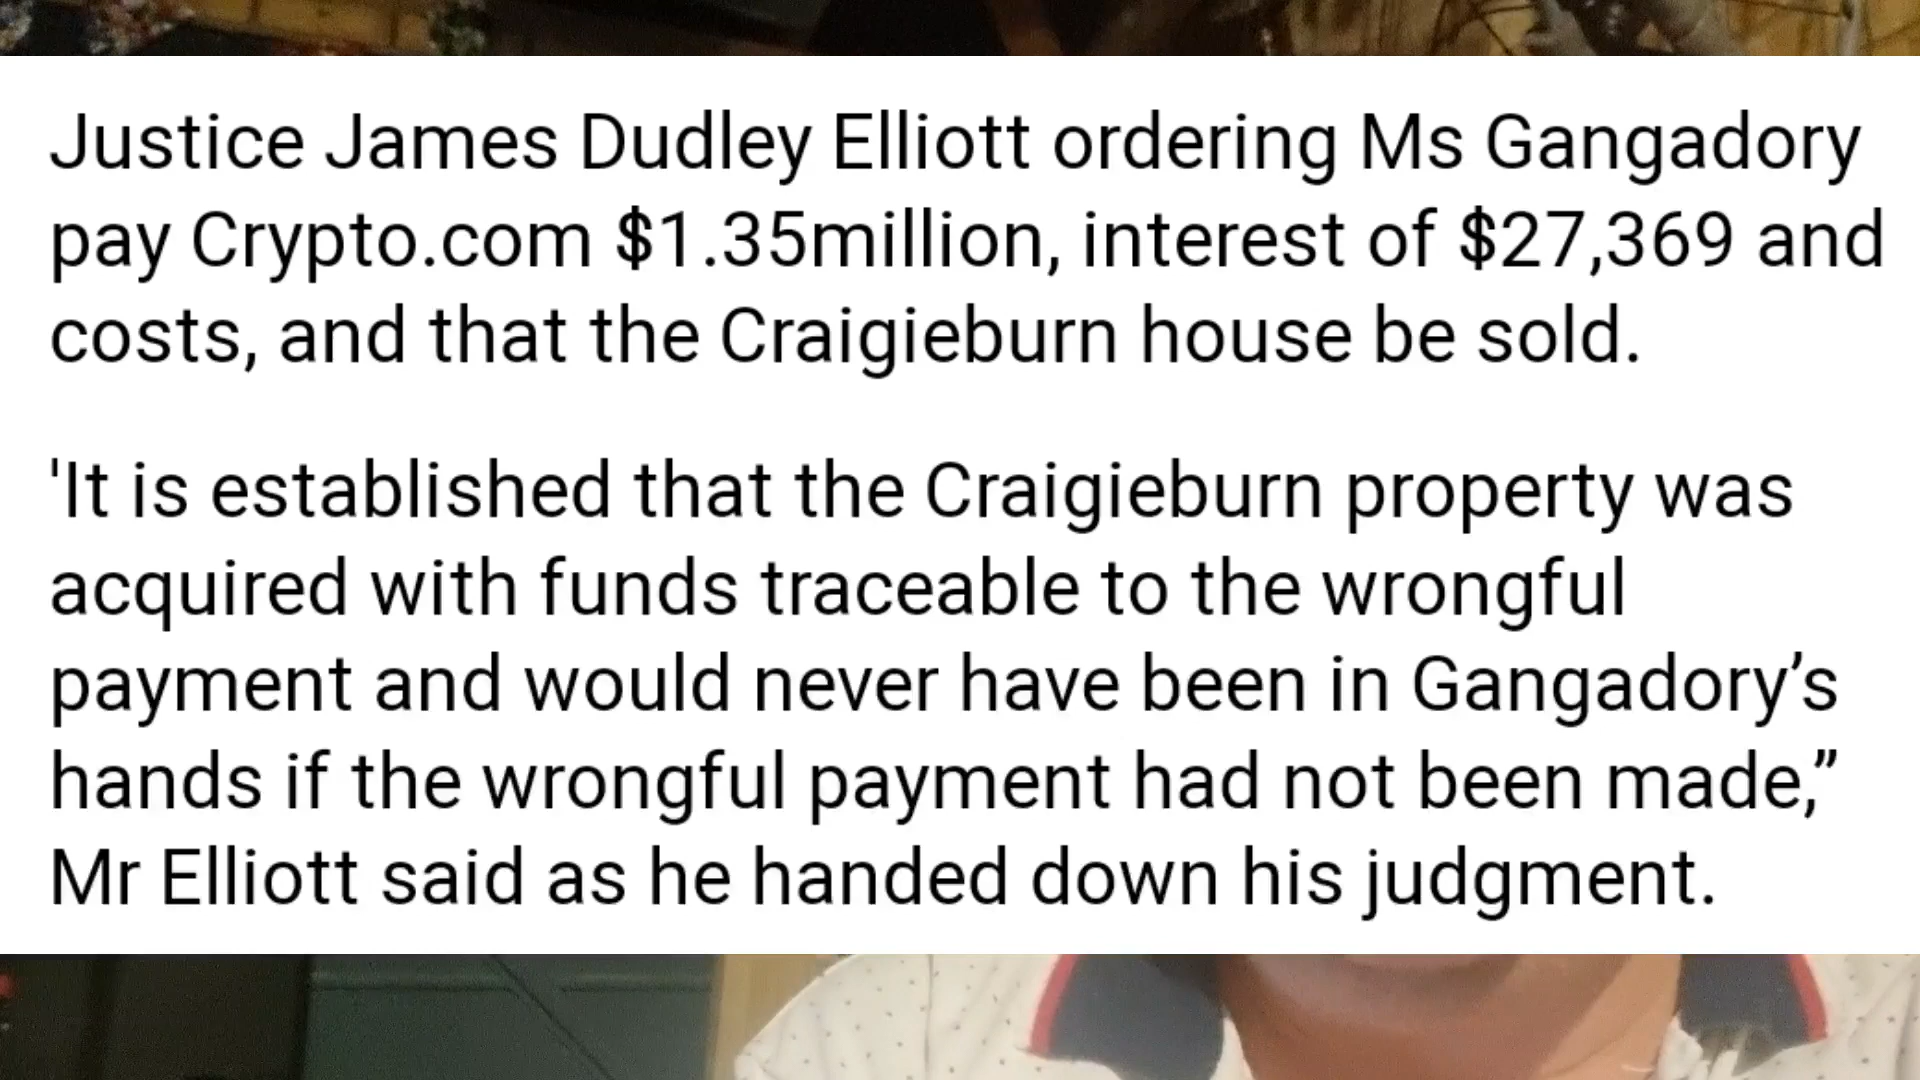 Justice James Dudley Elliott ordering Ms Gangadory
pay Crypto.com $1.35million, interest of $27,369 and
costs, and that the Craigieburn house be sold.
'It is established that the Craigieburn property was
acquired with funds traceable to the wrongful
payment and would never have been in Gangadory’s
hands if the wrongful payment had not been made,”
Mr Elliott said as he handed down his judgment.